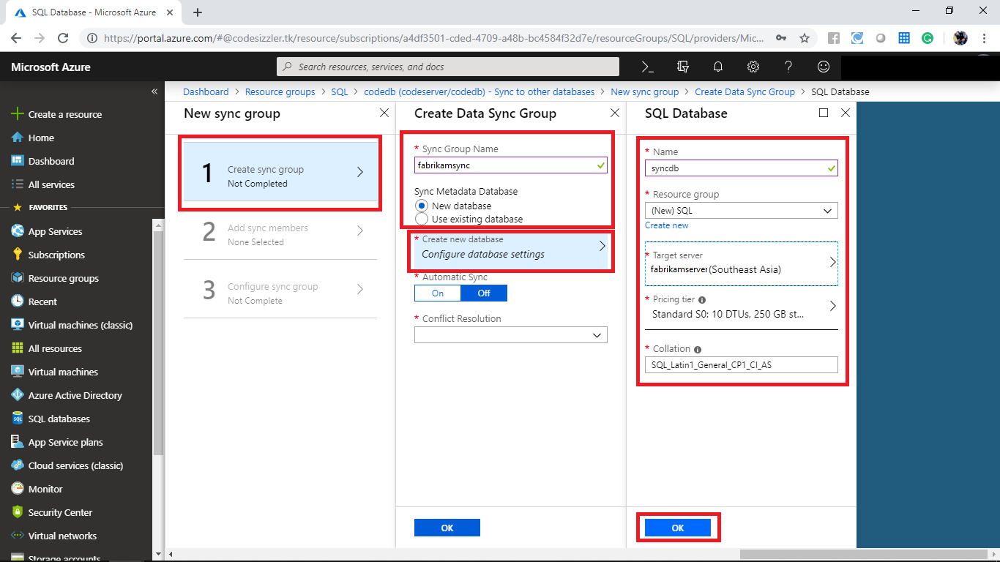 SQL Database - Microsoft Azure
https://portal.azure.com/#@codesizzler.tk/resource/subscriptions/a4df3501-cded-4709-a48b-bc4584f32d7e/resourceGroups/SQL/providers/Mic...
Microsoft Azure
Search resources, services, and docs
Dashboard > Resource groups > SQL > codedb (codeserver/codedb) - Sync to other databases > New sync group > Create Data Sync Group > SQL Database
Create a resource
Home
Dashboard
All services
FAVORITES
App Services
Subscriptions
Resource groups
Recent
Virtual machines (classic)
All resources
Virtual machines
Azure Active Directory
SQL databases
App Service plans
Cloud services (classic)
Monitor
Security Center
Virtual networks
Storage accounts
New sync group
1
Create sync group
Not Completed
2
Add sync members
None Selected
3
Configure sync group
Not Complete
Create Data Sync Group
* Sync Group Name
fabrikamsync
Sync Metadata Database
New database
Use existing database
* Create new database
Configure database settings
* Automatic Sync
On Off
* Conflict Resolution
OK
SQL Database
* Name
syncdb
* Resource group
(New) SQL
Create new
* Target server
fabrikamserver (Southeast Asia)
* Pricing tier
Standard S0: 10 DTUs, 250 GB st...
* Collation
SQL_Latin1_General_CP1_CI_AS
OK